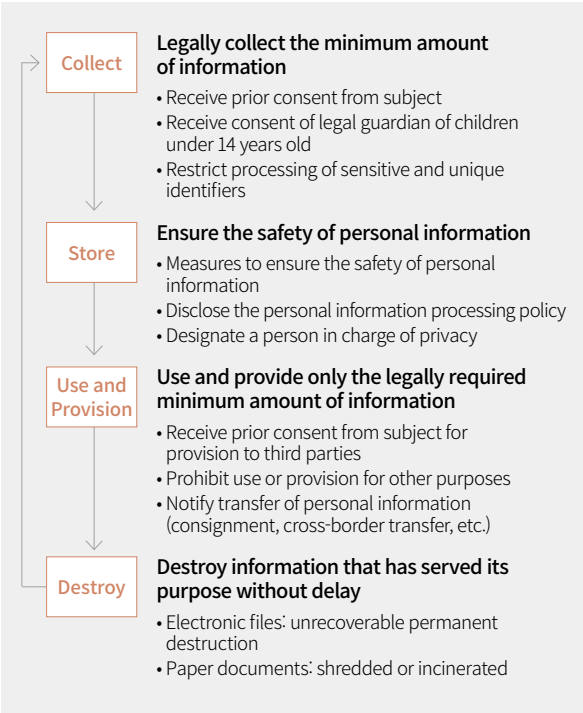 Collect
Legally collect the minimum amount
of information
• Receive prior consent from subject
• Receive consent of legal guardian of children
under 14 years old
• Restrict processing of sensitive and unique
identifiers
Store
Ensure the safety of personal information
• Measures to ensure the safety of personal
information
• Disclose the personal information processing policy
• Designate a person in charge of privacy
Use and
Provision
Use and provide only the legally required
minimum amount of information
• Receive prior consent from subject for
provision to third parties
• Prohibit use or provision for other purposes
• Notify transfer of personal information
(consignment, cross-border transfer, etc.)
Destroy
Destroy information that has served its
purpose without delay
• Electronic files: unrecoverable permanent
destruction
• Paper documents: shredded or incinerated